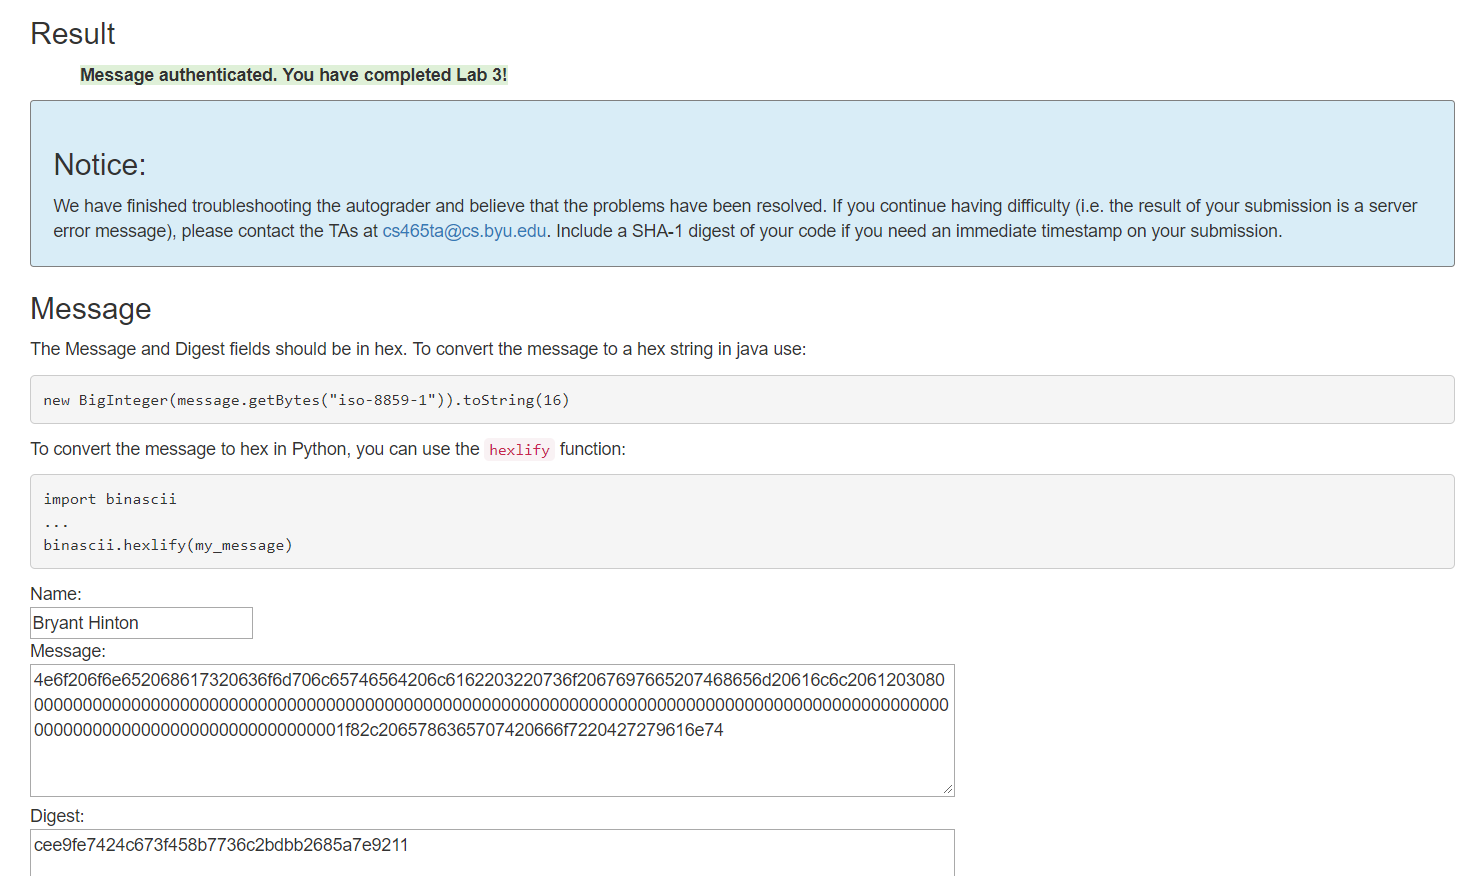 Result
Message authenticated. You have completed Lab 3!
Notice:
We have finished troubleshooting the autograder and believe that the problems have been resolved. If you continue having difficulty (i.e. the result of your submission is a server
error message), please contact the TAs at cs465ta@cs.byu.edu. Include a SHA-1 digest of your code if you need an immediate timestamp on your submission.
Message
The Message and Digest fields should be in hex. To convert the message to a hex string in java use:
new BigInteger(message.getBytes("iso-8859-1")).toString(16)
To convert the message to hex in Python, you can use the hexlify function:
import binascii
...
binascii.hexlify(my_message)
Name:
Bryant Hinton
Message:
4e6f206f6e652068617320636f6d706c65746564206c6162203220736f2067697665207468656d20616c6c2061203080
0000000000000000000000000000000000000000000000000000000000000000000000000000000000000000000000
00000000000000000000000000000001f82c2065786365707420666f7220427279616e74
Digest:
cee9fe7424c673f458b7736c2bdbb2685a7e9211